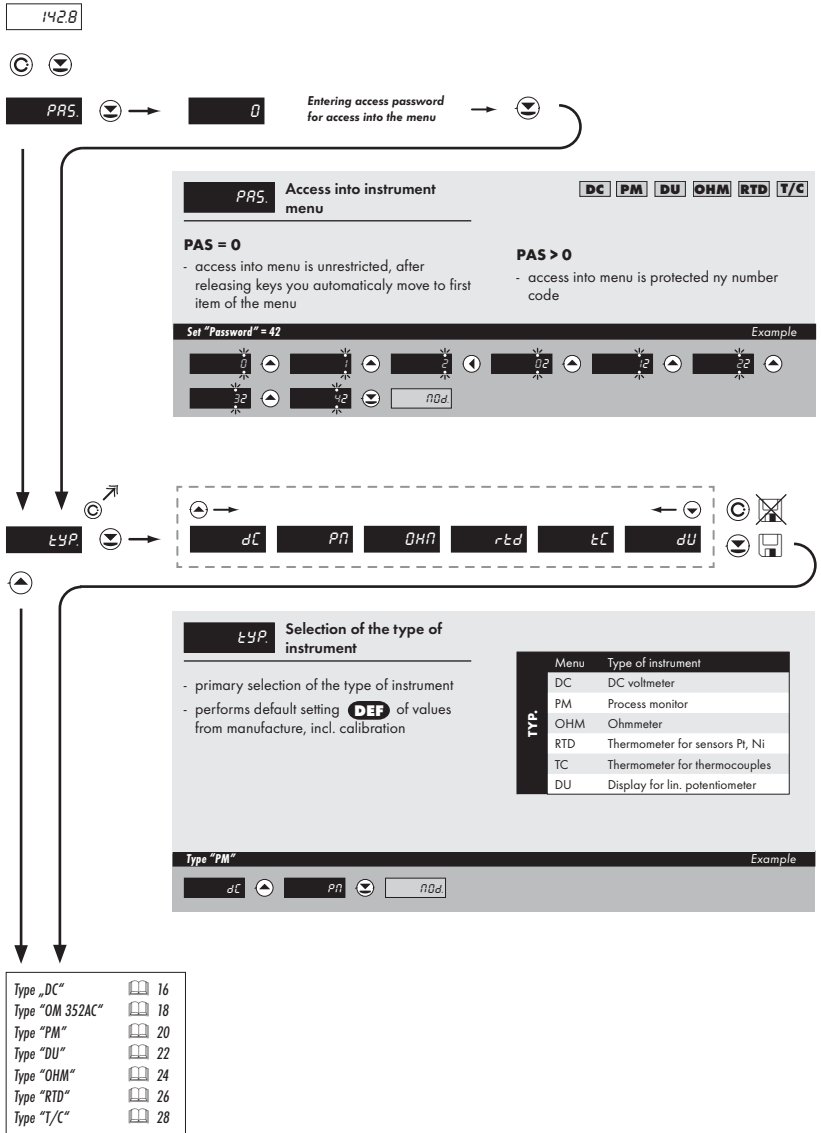 142.8
PAS.
0
Entering access password
for access into the menu
PAS.
Access into instrument
menu
DC PM DU OHM RTD T/C
PAS = 0
- access into menu is unrestricted, after
releasing keys you automaticaly move to first
item of the menu
PAS > 0
- access into menu is protected ny number
code
Set "Password" = 42
Example
0 1 2 02 12 22
32 42 MOd.
tYP.
dC PM OHM rtd tC dU
tYP.
Selection of the type of
instrument
- primary selection of the type of instrument
- performs default setting DEF of values
from manufacture, incl. calibration
TYP.
Menu Type of instrument
DC DC voltmeter
PM Process monitor
OHM Ohmmeter
RTD Thermometer for sensors Pt, Ni
TC Thermometer for thermocouples
DU Display for lin. potentiometer
Type "PM"
Example
dC PM MOd.
Type „DC“ 16
Type "OM 352AC“ 18
Type "PM” 20
Type "DU” 22
Type "OHM” 24
Type "RTD” 26
Type "T/C“ 28